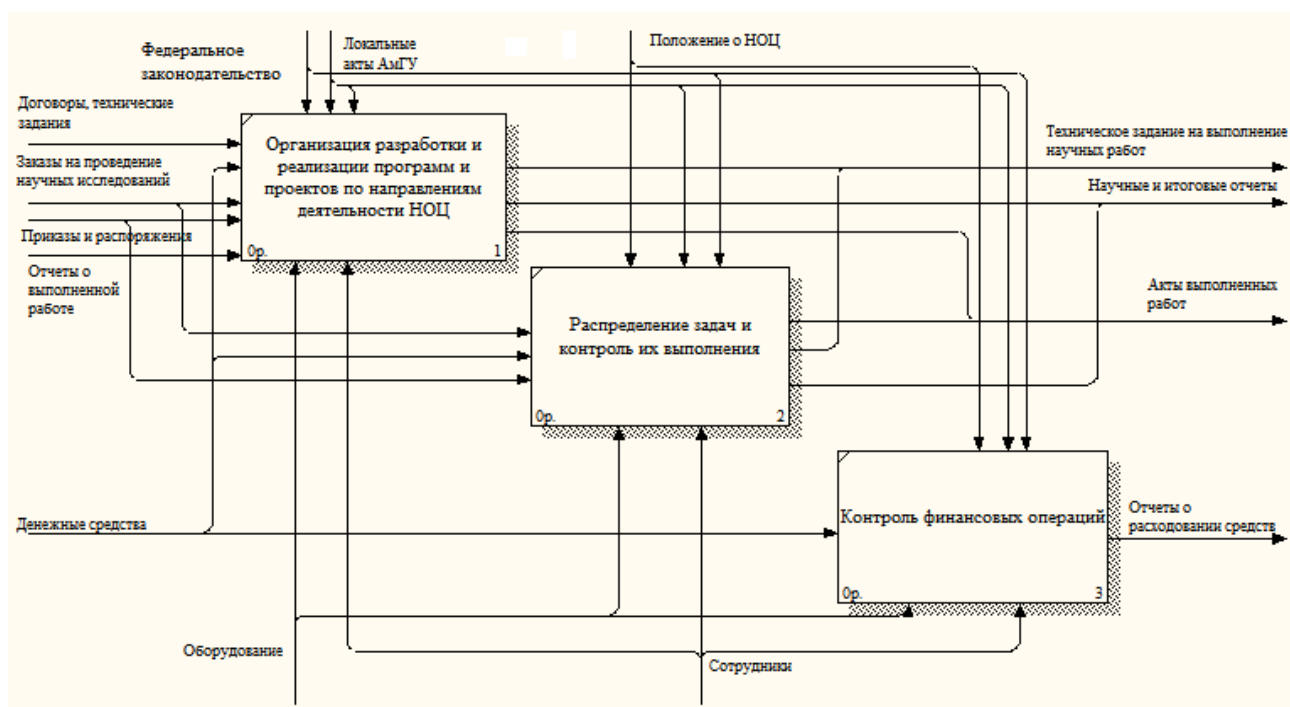 Федеральное
законодательство
Локальные
акты АмГУ
Положение о НОЦ
Договоры, технические
задания
Заказы на проведение
научных исследований
Приказы и распоряжения
Отчеты о
выполненной
работе
Организация разработки и
реализации программ и
проектов по направлениям
деятельности НОЦ
0р.
1
Техническое задание на выполнение
научных работ
Научные и итоговые отчеты
Акты выполненных
работ
Распределение задач и
контроль их выполнения
0р.
2
Денежные средства
Контроль финансовых операций
0р.
3
Отчеты о
расходовании средств
Оборудование
Сотрудники